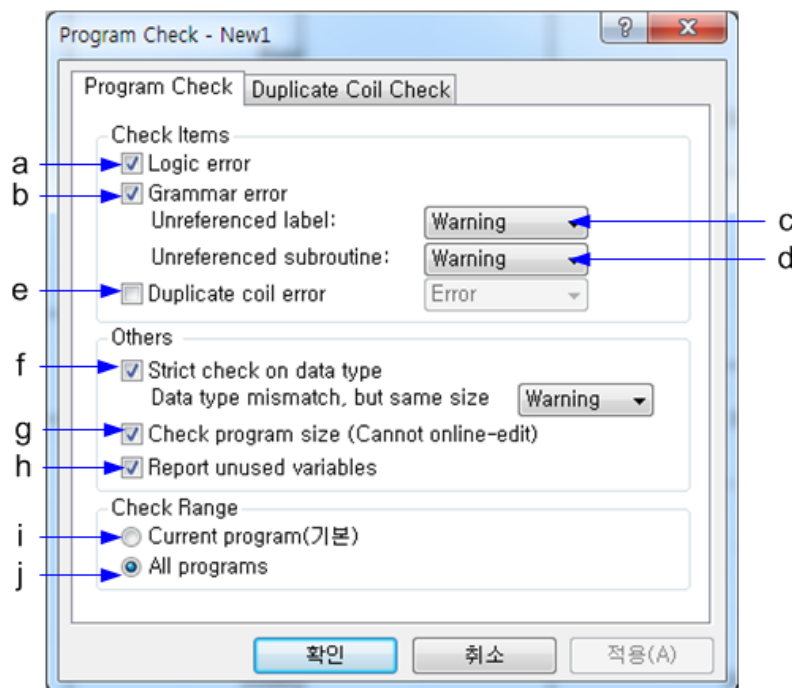 Program Check - New1
Program Check Duplicate Coil Check
Check Items
a Logic error
b Grammar error
Unreferenced label: Warning c
Unreferenced subroutine: Warning d
e Duplicate coil error Error
Others
f Strict check on data type
Data type mismatch, but same size Warning
g Check program size (Cannot online-edit)
h Report unused variables
Check Range
i Current program(기본)
j All programs
확인 취소 적용(A)